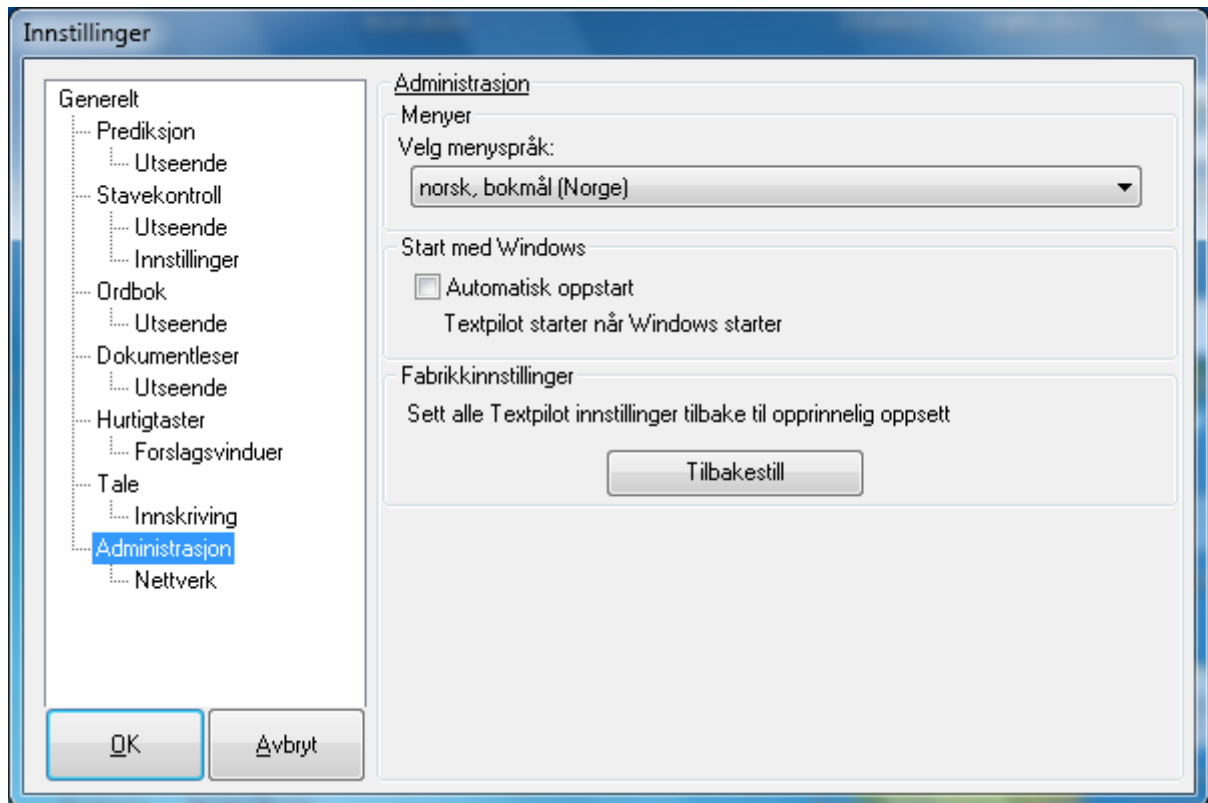 Innstillinger
Generelt
Prediksjon
Utseende
Stavekontroll
Utseende
Innstillinger
Ordbok
Utseende
Dokumentleser
Utseende
Hurtigtaster
Forslagsvinduer
Tale
Innskriving
Administrasjon
Nettverk
OK
Avbryt
Administrasjon
Menyer
Velg menyspråk:
norsk, bokmål (Norge)
Start med Windows
Automatisk oppstart
Textpilot starter når Windows starter
Fabrikkinnstillinger
Sett alle Textpilot innstillinger tilbake til opprinnelig oppsett
Tilbakestill